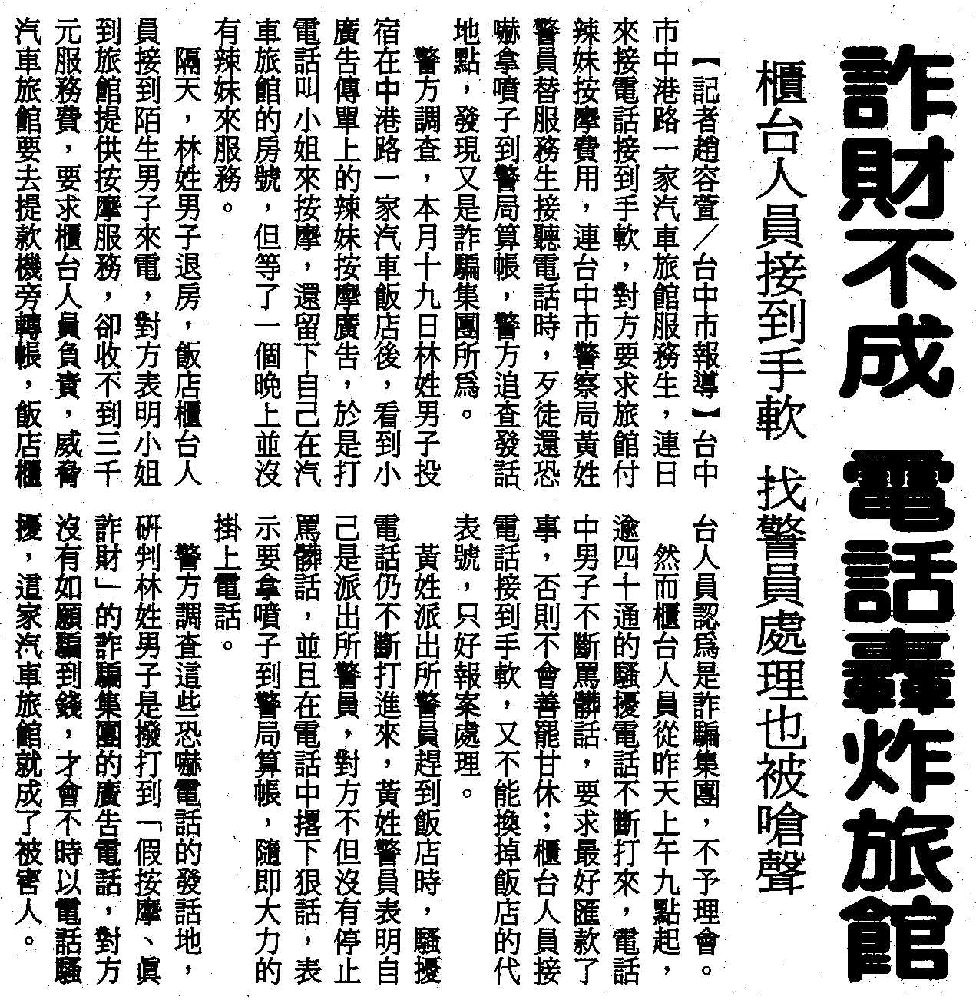 詐財不成 電話轟炸旅館
櫃台人員接到手軟 找警員處理也被嗆聲
【記者趙容萱／台中市報導】台中
市中港路一家汽車旅館服務生，連日
來接電話接到手軟，對方要求旅館付
辣妹按摩費用，連台中市警察局黃姓
警員替服務生接聽電話時，歹徒還恐
嚇拿噴子到警局算帳，警方追查發話
地點，發現又是詐騙集團所為。
警方調查，本月十九日林姓男子投
宿在中港路一家汽車飯店後，看到小
廣告傳單上的辣妹按摩廣告，於是打
電話叫小姐來按摩，還留下自己在汽
車旅館的房號，但等了一個晚上並沒
有辣妹來服務。
隔天，林姓男子退房，飯店櫃台人
員接到陌生男子來電，對方表明小姐
到旅館提供按摩服務，卻收不到三千
元服務費，要求櫃台人員負責，威脅
汽車旅館要去提款機旁轉帳，飯店櫃
台人員認為是詐騙集團，不予理會。
然而櫃台人員從昨天上午九點起，
逾四十通的騷擾電話不斷打來，電話
中男子不斷罵髒話，要求最好匯款了
事，否則不會善罷甘休；櫃台人員接
電話接到手軟，又不能換掉飯店的代
表號，只好報案處理。
黃姓派出所警員趕到飯店時，騷擾
電話仍不斷打進來，黃姓警員表明自
己是派出所警員，對方不但沒有停止
罵髒話，並且在電話中撂下狠話，表
示要拿噴子到警局算帳，隨即大力的
掛上電話。
警方調查這些恐嚇電話的發話地，
研判林姓男子是撥打到「假按摩、真
詐財」的詐騙集團的廣告電話，對方
沒有如願騙到錢，才會不時以電話騷
擾，這家汽車旅館就成了被害人。